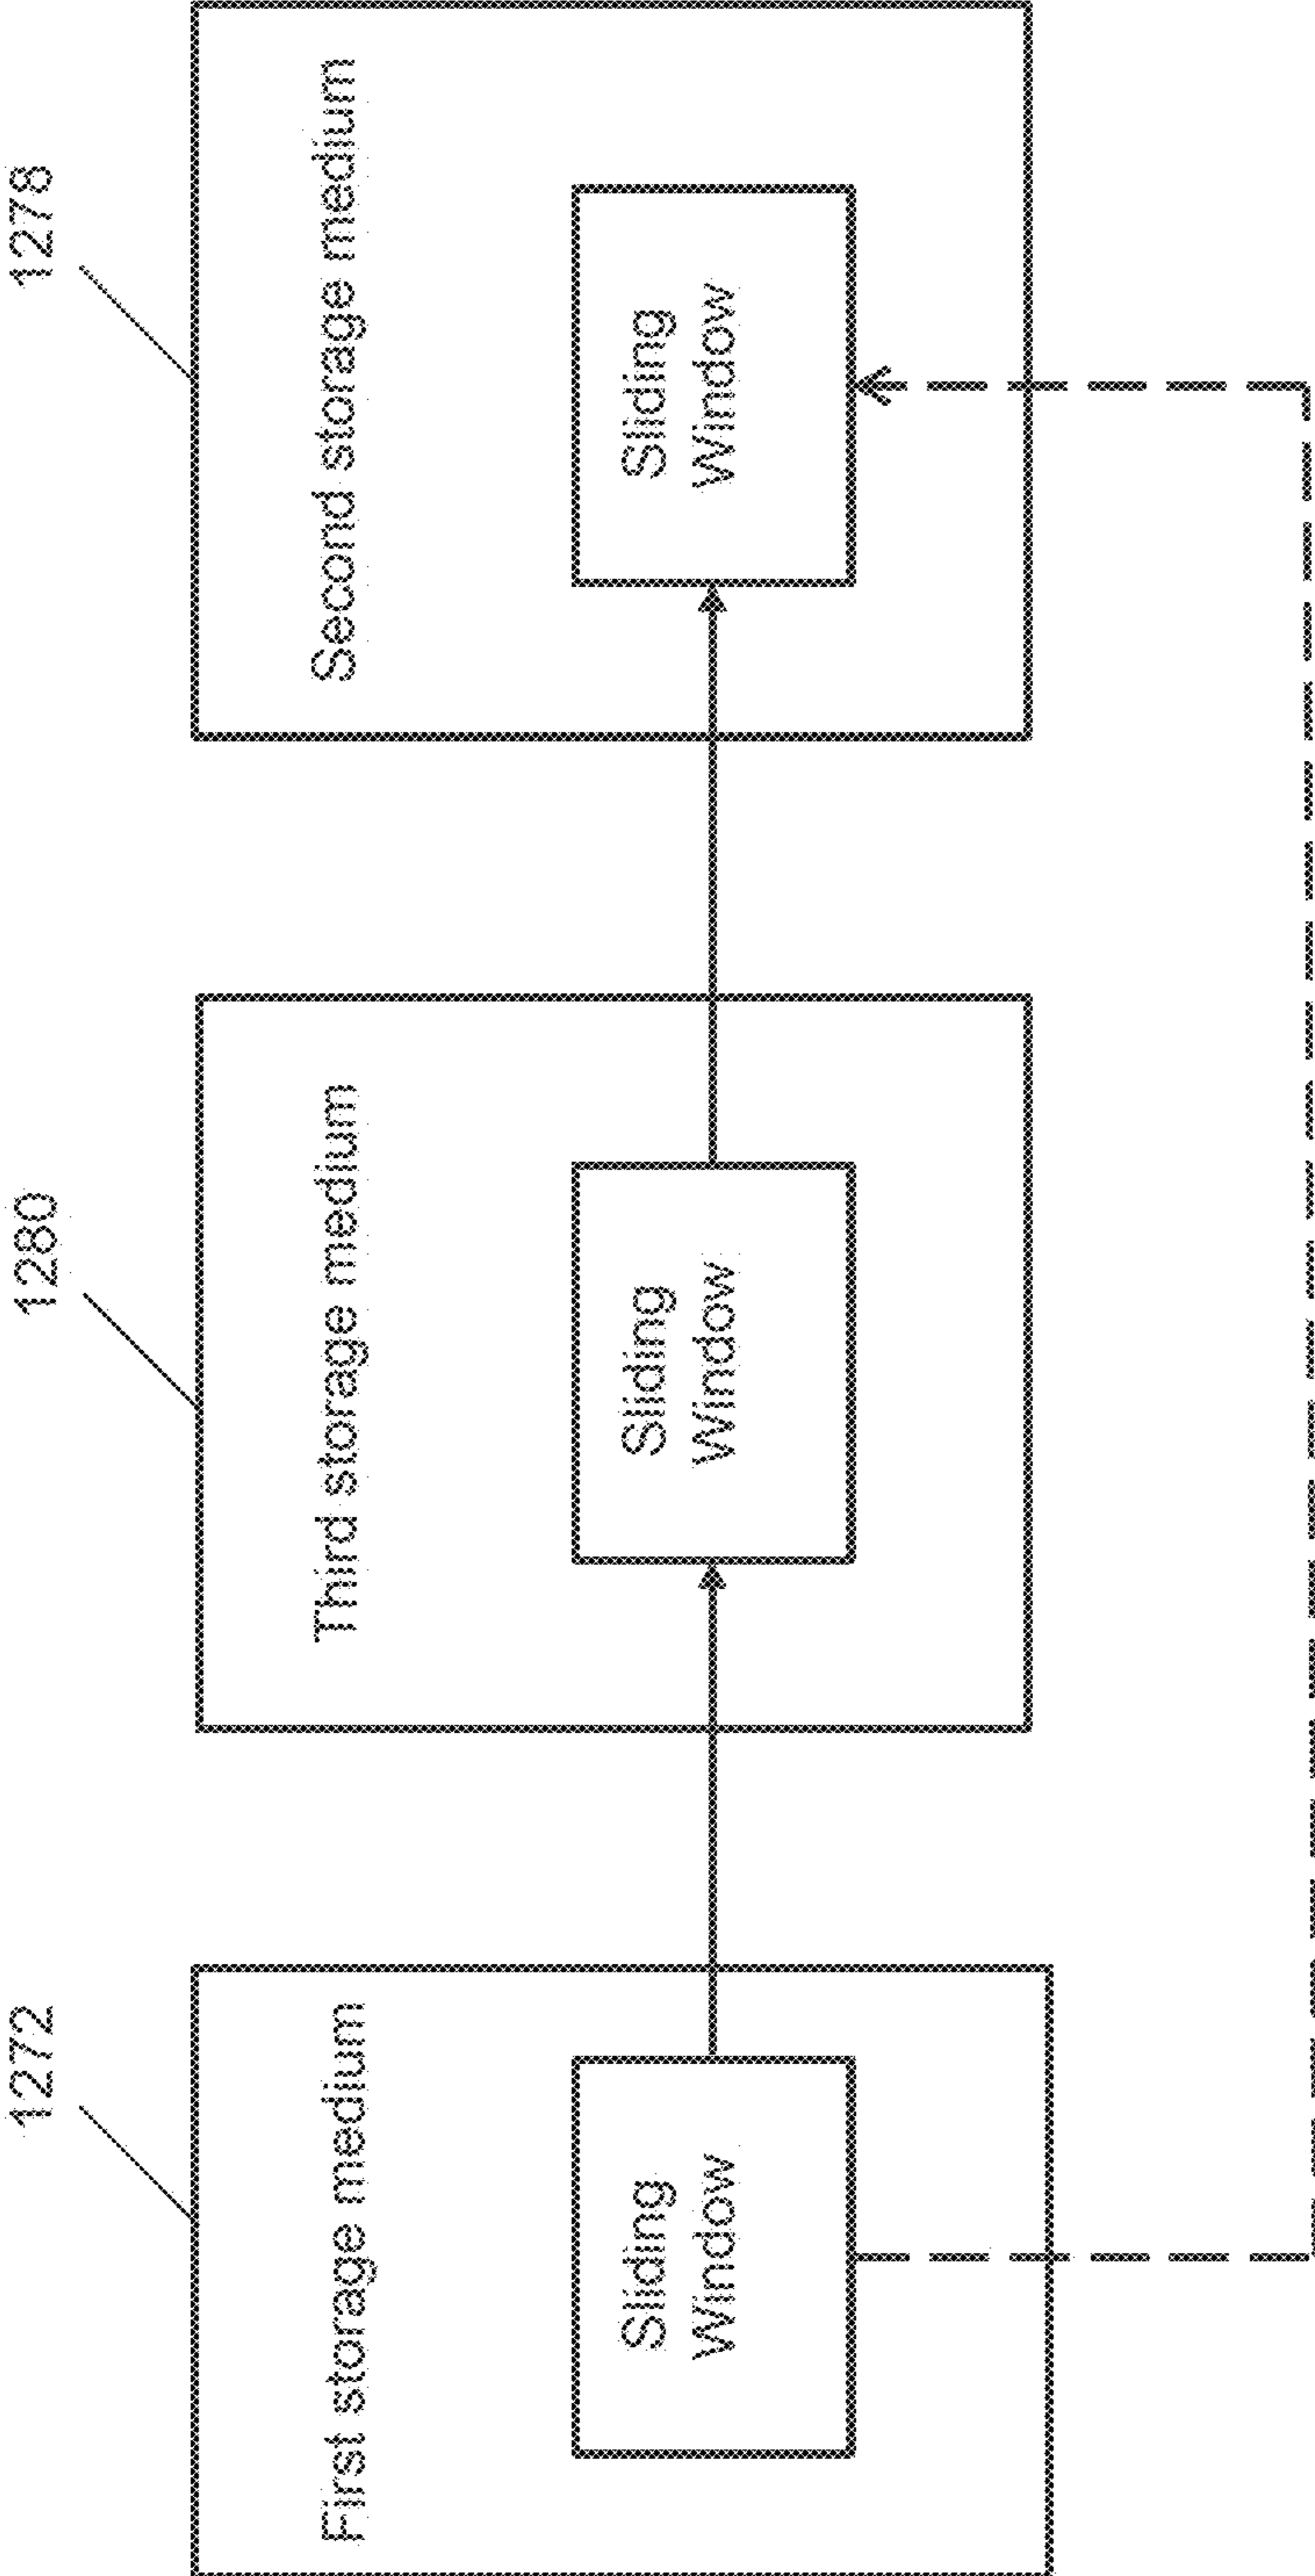 1272
1280
1278
First storage medium
Third storage medium
Second storage medium
Sliding
Window
Sliding
Window
Sliding
Window